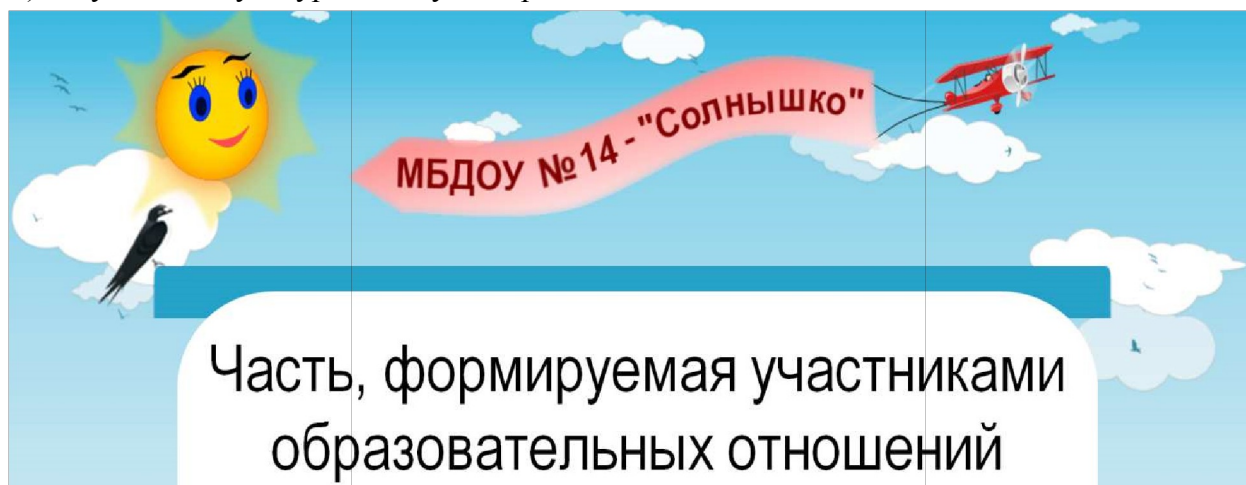 МБДОУ №14 - "Солнышко"
Часть, формируемая участниками
образовательных отношений